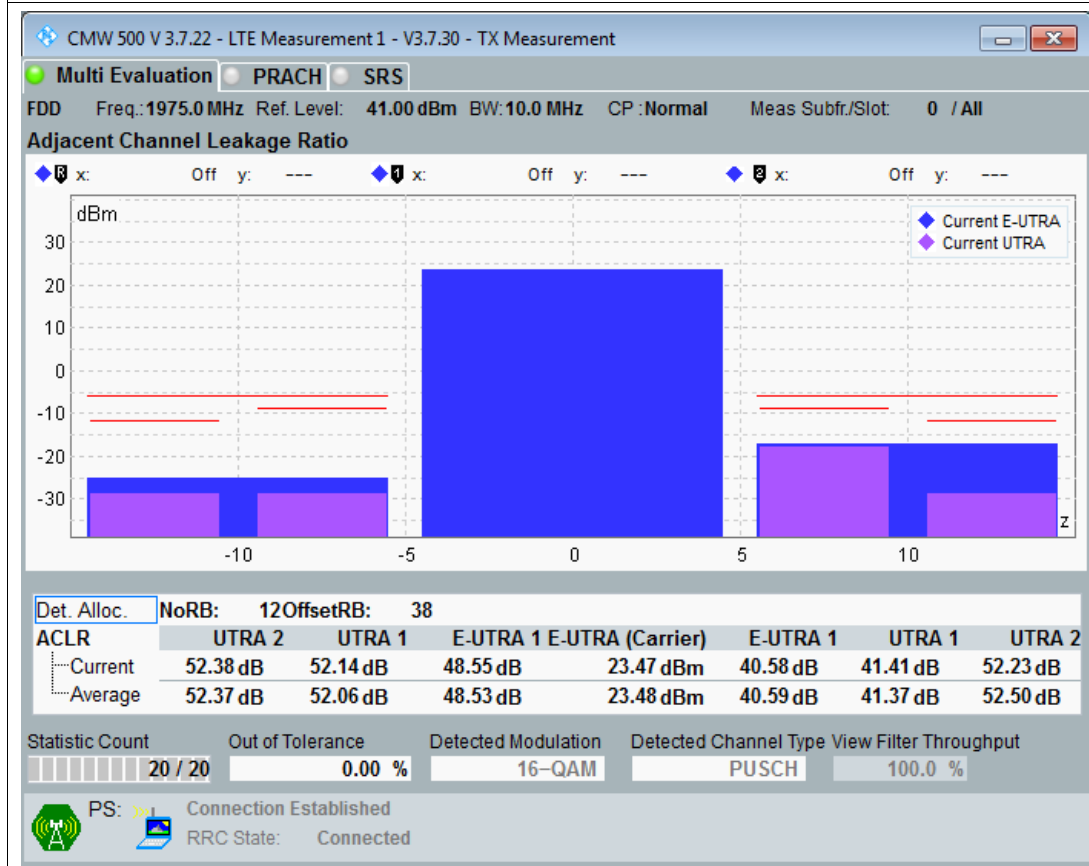 CMW 500 V 3.7.22 - LTE Measurement 1 - V3.7.30 - TX Measurement
Multi Evaluation PRACH SRS
FDD Freq.: 1975.0 MHz Ref. Level: 41.00 dBm BW: 10.0 MHz CP : Normal Meas Subfr./Slot: 0 / All
Adjacent Channel Leakage Ratio
R x: Off y: --- 1 x: Off y: --- 2 x: Off y: ---
dBm
Current E-UTRA
Current UTRA
30
20
10
0
-10
-20
-30
z
-10 -5 0 5 10
Det. Alloc. NoRB: 12 OffsetRB: 38
ACLR UTRA 2 UTRA 1 E-UTRA 1 E-UTRA (Carrier) E-UTRA 1 UTRA 1 UTRA 2
Current 52.38 dB 52.14 dB 48.55 dB 23.47 dBm 40.58 dB 41.41 dB 52.23 dB
Average 52.37 dB 52.06 dB 48.53 dB 23.48 dBm 40.59 dB 41.37 dB 52.50 dB
Statistic Count Out of Tolerance Detected Modulation Detected Channel Type View Filter Throughput
20 / 20 0.00 % 16-QAM PUSCH 100.0 %
PS: Connection Established
RRC State: Connected